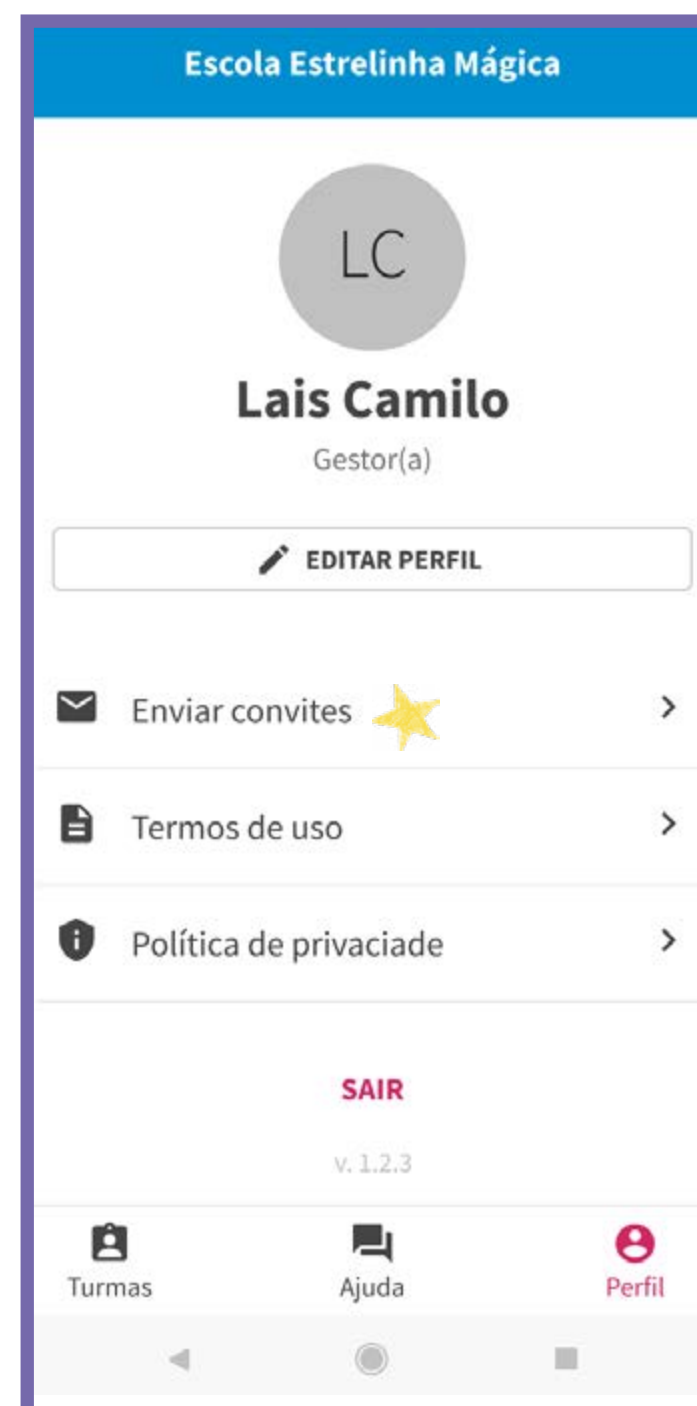 Escola Estrelinha Mágica
LC
Lais Camilo
Gestor(a)
EDITAR PERFIL
Enviar convites
Termos de uso
Política de privaciade
SAIR
v. 1.2.3
Turmas Ajuda Perfil